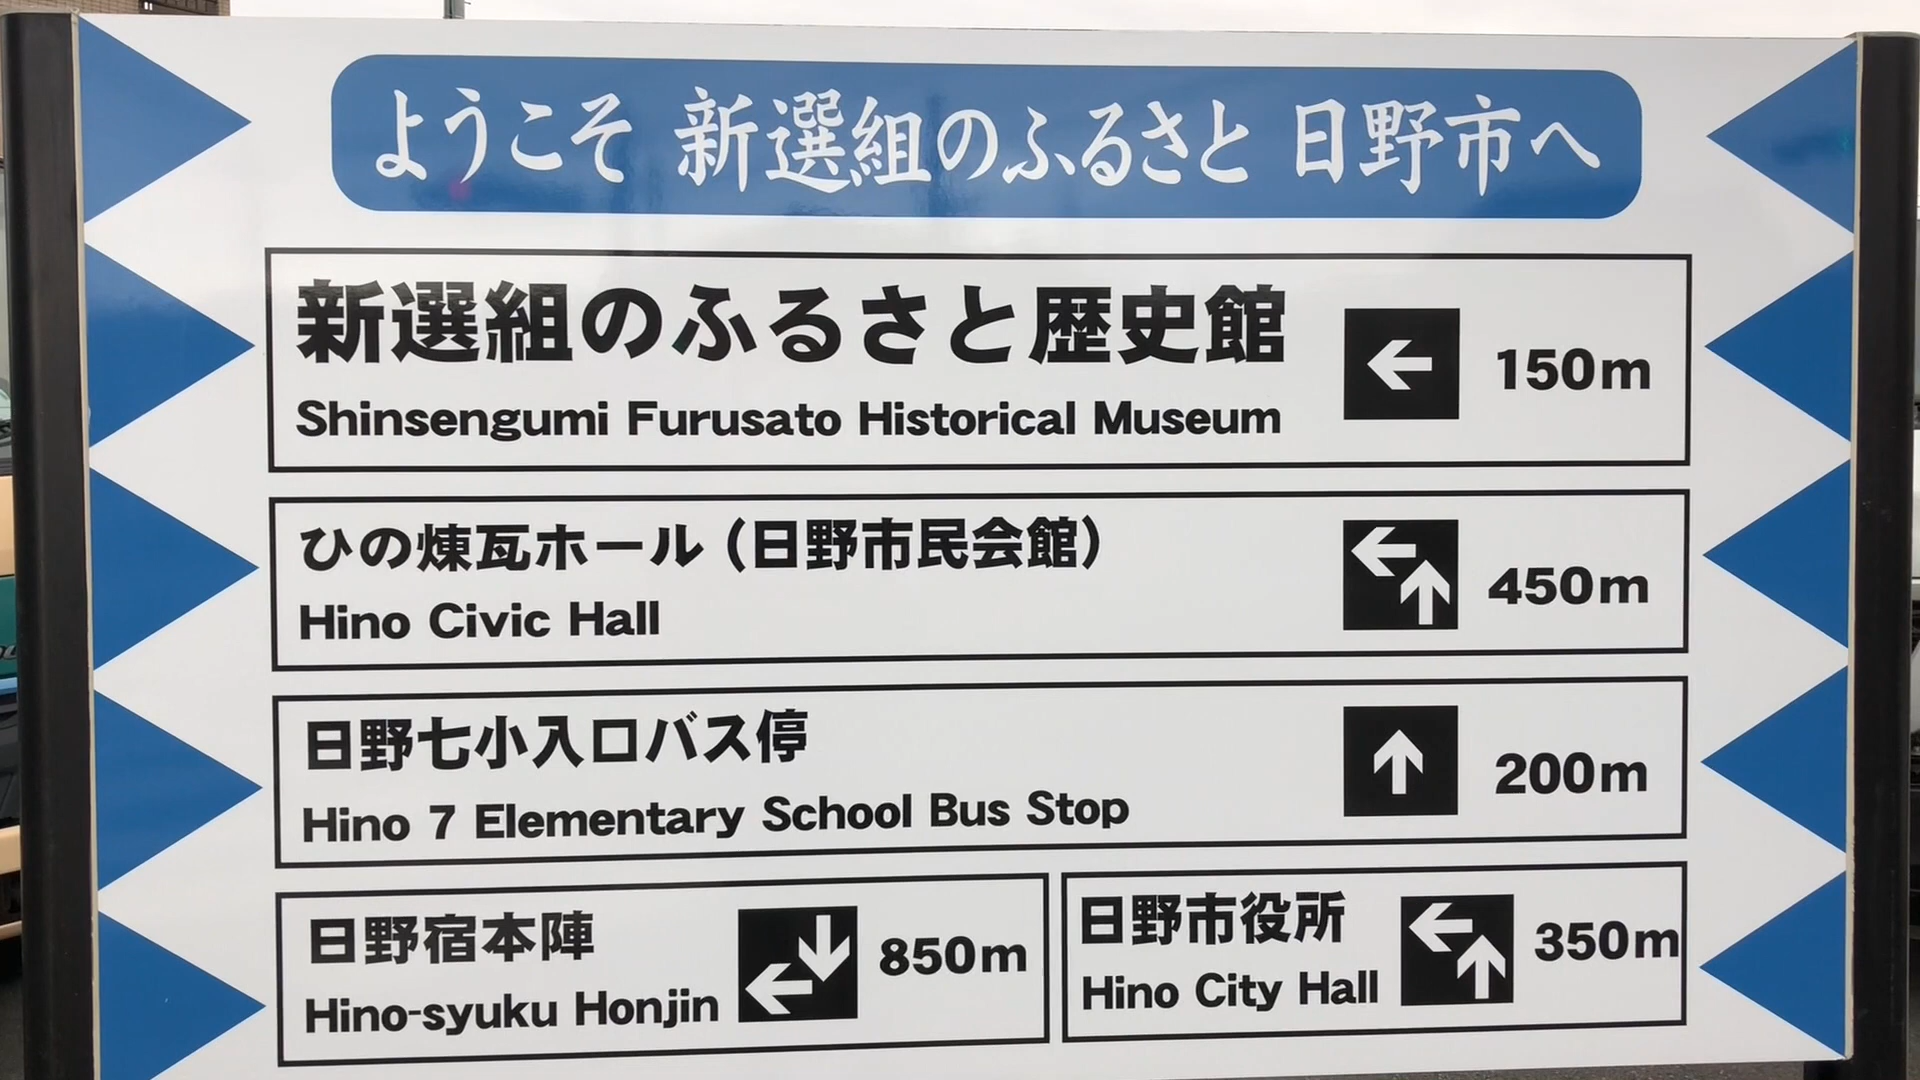 ようこそ 新選組のふるさと 日野市へ
新選組のふるさと歴史館
Shinsengumi Furusato Historical Museum
150m
ひの煉瓦ホール(日野市民会館)
Hino Civic Hall
450m
日野七小入口バス停
Hino 7 Elementary School Bus Stop
200m
日野宿本陣
Hino-syuku Honjin
850m
日野市役所
Hino City Hall
350m